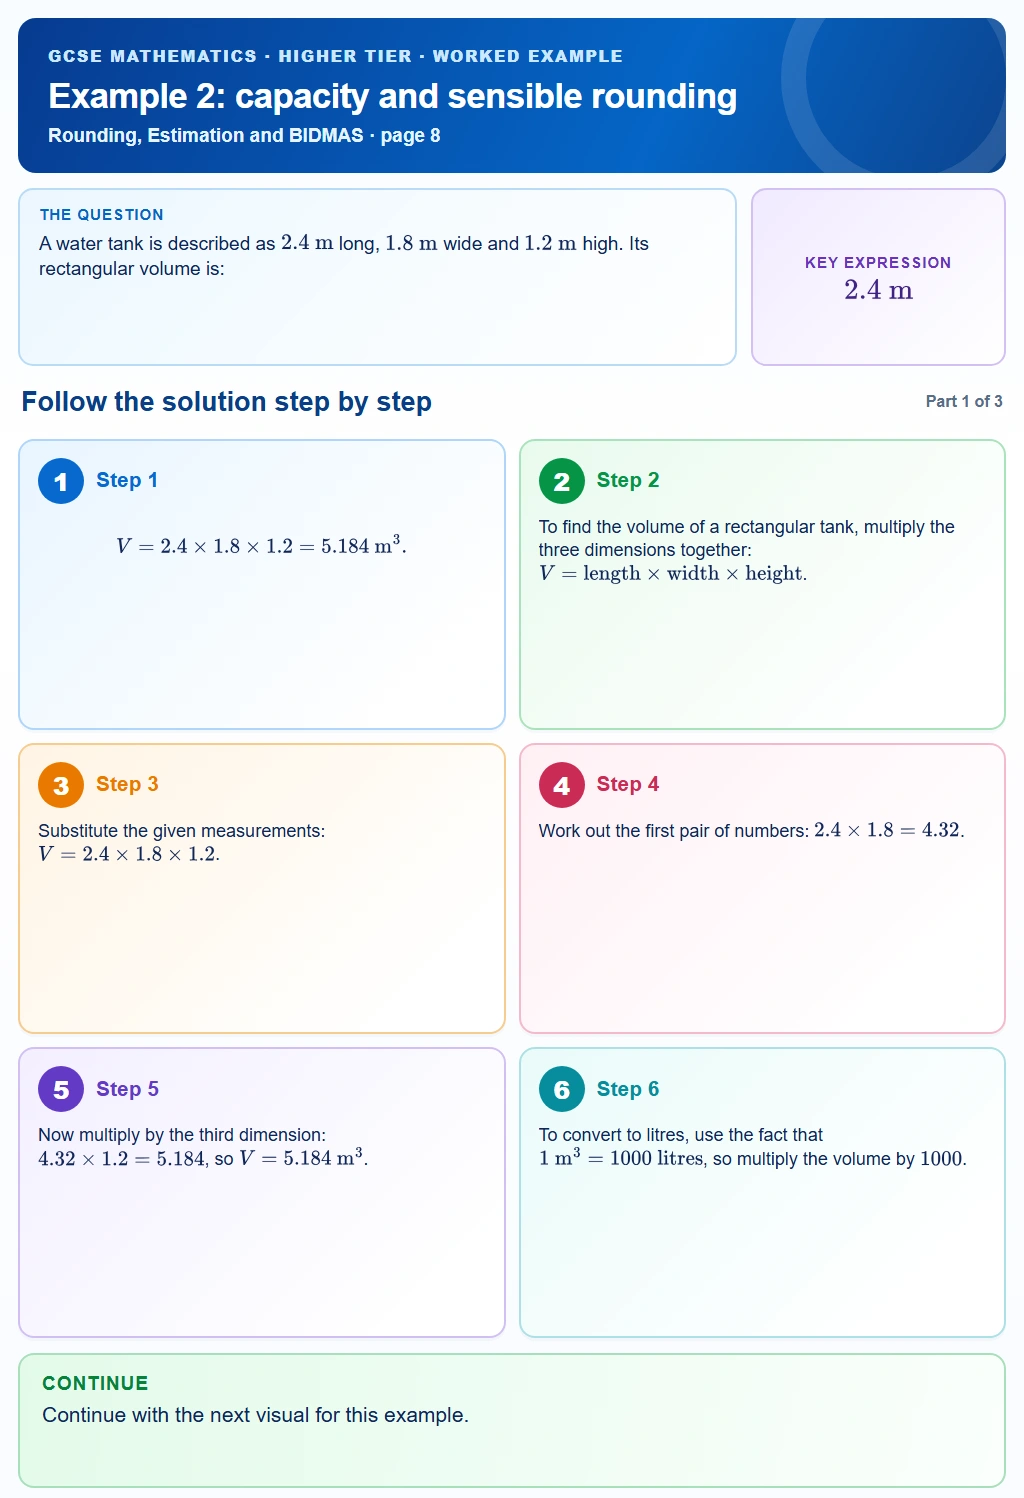 GCSE MATHEMATICS · HIGHER TIER · WORKED EXAMPLE
Example 2: capacity and sensible rounding
Rounding, Estimation and BIDMAS · page 8
THE QUESTION
A water tank is described as 2.4 m long, 1.8 m wide and 1.2 m high. Its
rectangular volume is:
KEY EXPRESSION
2.4 m
Follow the solution step by step
Part 1 of 3
1 Step 1
V = 2.4 × 1.8 × 1.2 = 5.184 m³.
2 Step 2
To find the volume of a rectangular tank, multiply the
three dimensions together:
V = length × width × height.
3 Step 3
Substitute the given measurements:
V = 2.4 × 1.8 × 1.2.
4 Step 4
Work out the first pair of numbers: 2.4 × 1.8 = 4.32.
5 Step 5
Now multiply by the third dimension:
4.32 × 1.2 = 5.184, so V = 5.184 m³.
6 Step 6
To convert to litres, use the fact that
1 m³ = 1000 litres, so multiply the volume by 1000.
CONTINUE
Continue with the next visual for this example.